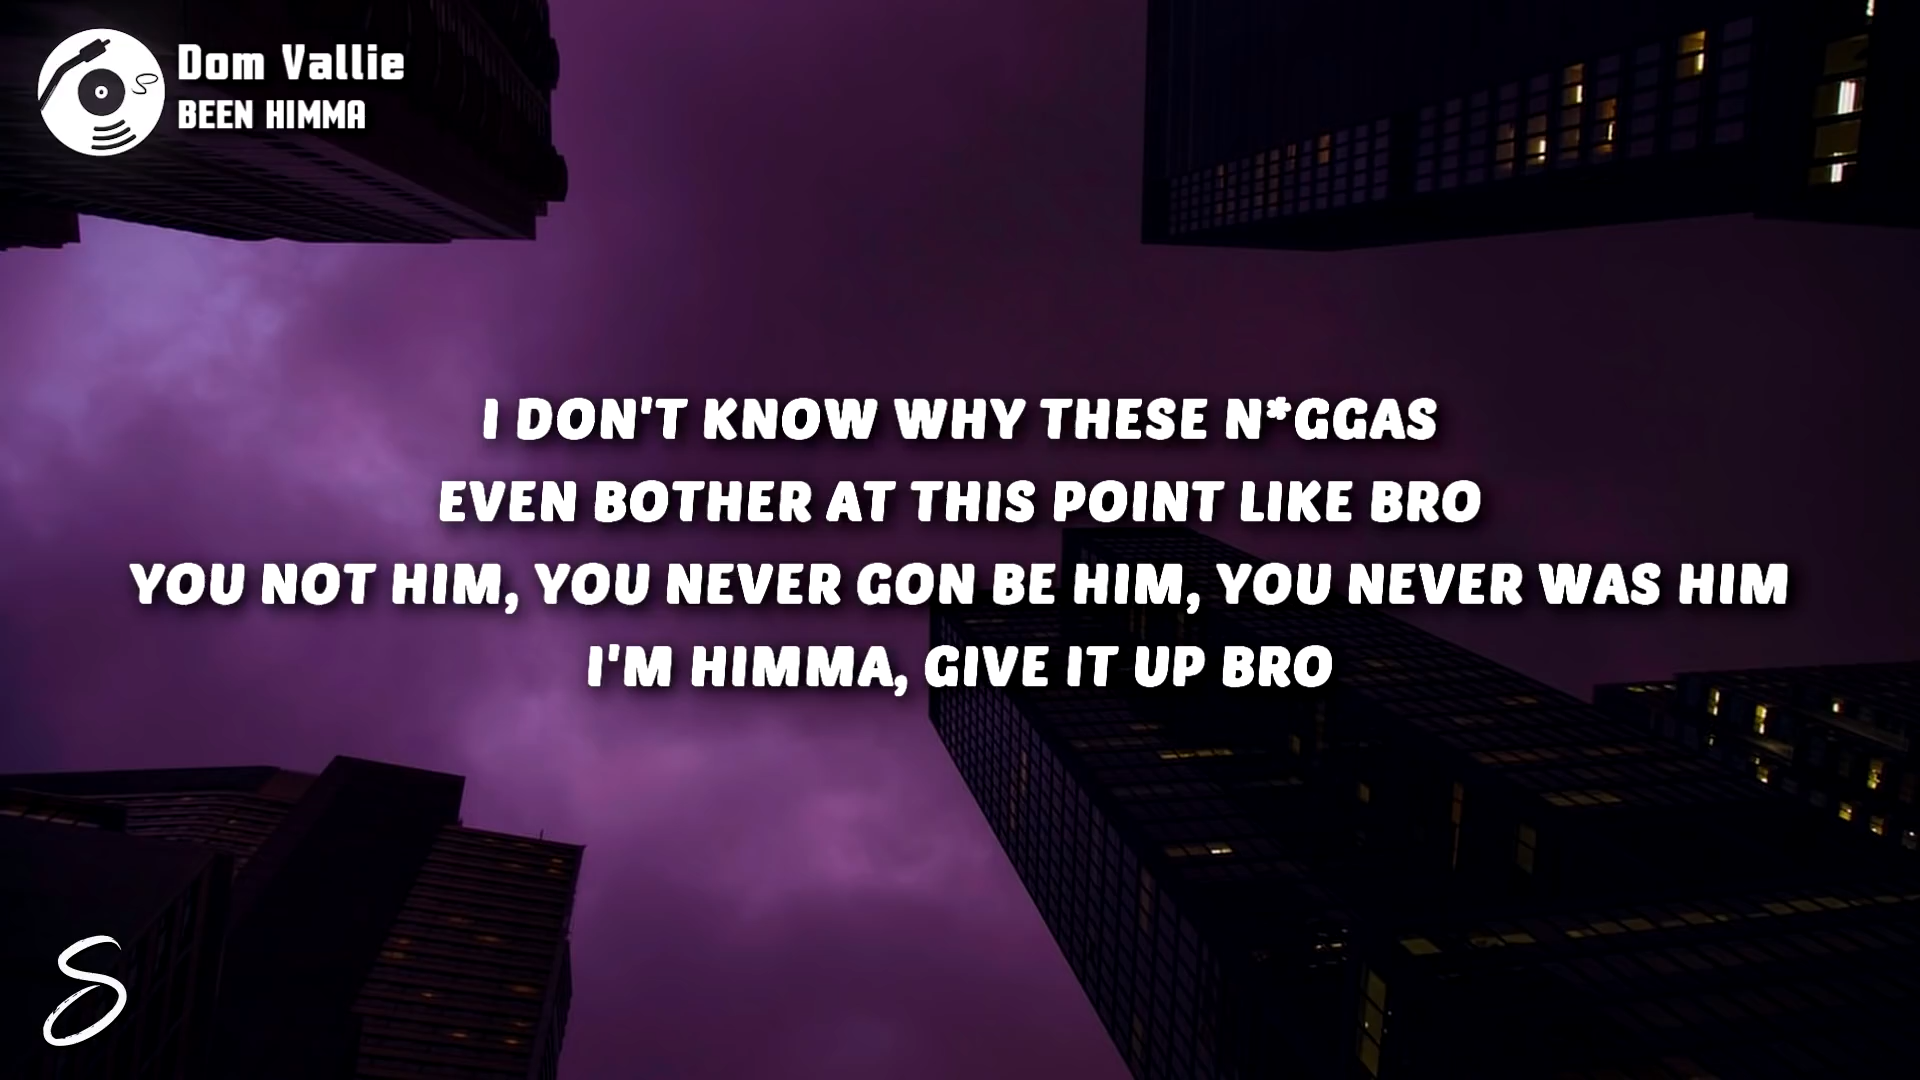 Dom Vallie
BEEN HIMMA
I DON'T KNOW WHY THESE N*GGAS
EVEN BOTHER AT THIS POINT LIKE BRO
YOU NOT HIM, YOU NEVER GON BE HIM, YOU NEVER WAS HIM
I'M HIMMA, GIVE IT UP BRO
S